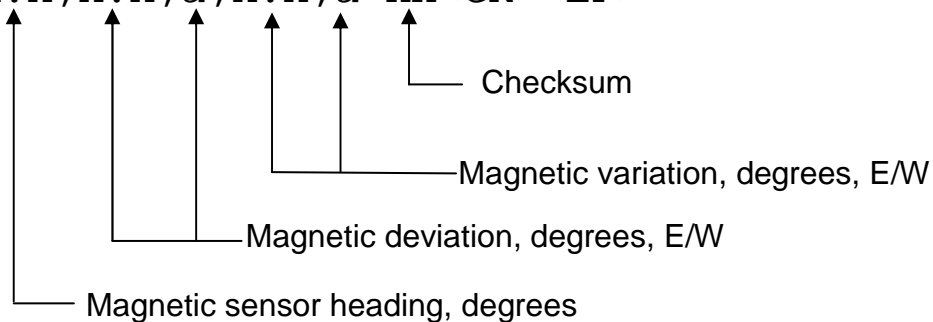 Checksum
Magnetic variation, degrees, E/W
Magnetic deviation, degrees, E/W
Magnetic sensor heading, degrees